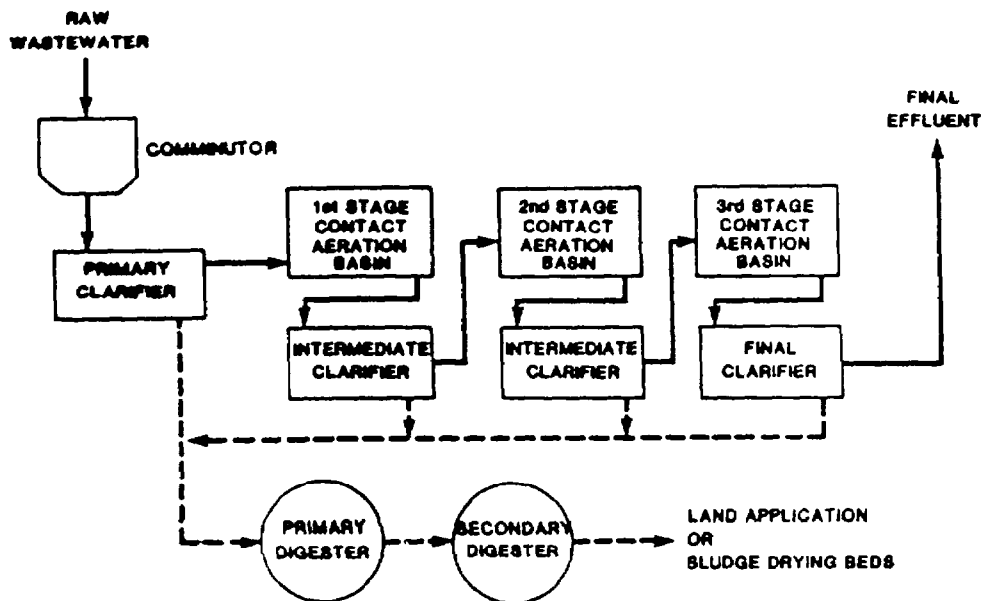 RAW
WASTEWATER
COMMINUTOR
FINAL
EFFLUENT
PRIMARY
CLARIFIER
1st STAGE
CONTACT
AERATION
BASIN
2nd STAGE
CONTACT
AERATION
BASIN
3rd STAGE
CONTACT
AERATION
BASIN
INTERMEDIATE
CLARIFIER
INTERMEDIATE
CLARIFIER
FINAL
CLARIFIER
PRIMARY
DIGESTER
SECONDARY
DIGESTER
LAND APPLICATION
OR
SLUDGE DRYING BEDS